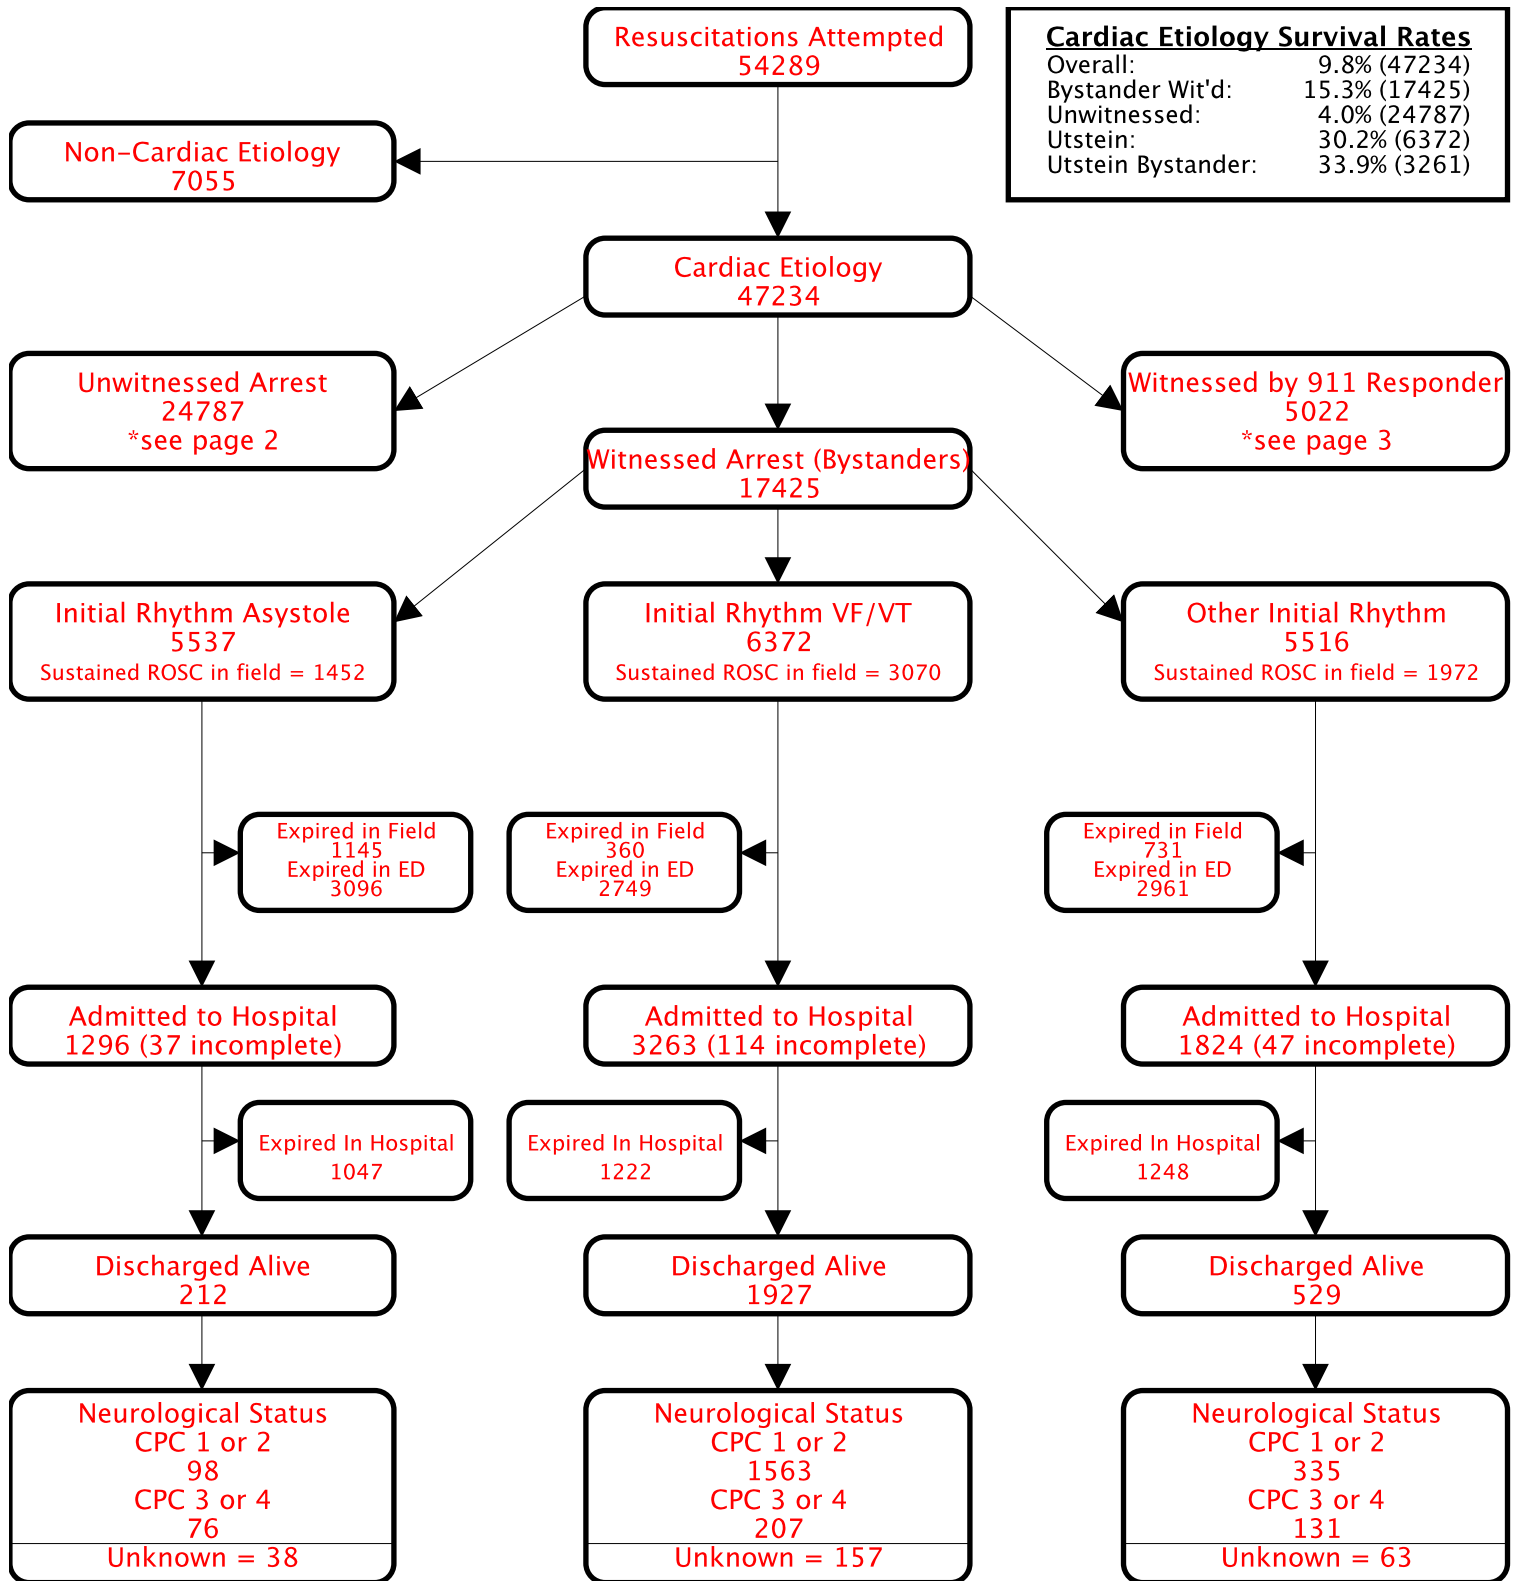 Resuscitations Attempted
54289
Cardiac Etiology Survival Rates
Overall: 9.8% (47234)
Bystander Wit'd: 15.3% (17425)
Unwitnessed: 4.0% (24787)
Utstein: 30.2% (6372)
Utstein Bystander: 33.9% (3261)
Non-Cardiac Etiology
7055
Cardiac Etiology
47234
Unwitnessed Arrest
24787
*see page 2
Witnessed by 911 Responder
5022
*see page 3
Witnessed Arrest (Bystanders)
17425
Initial Rhythm Asystole
5537
Sustained ROSC in field = 1452
Initial Rhythm VF/VT
6372
Sustained ROSC in field = 3070
Other Initial Rhythm
5516
Sustained ROSC in field = 1972
Expired in Field
1145
Expired in ED
3096
Expired in Field
360
Expired in ED
2749
Expired in Field
731
Expired in ED
2961
Admitted to Hospital
1296 (37 incomplete)
Admitted to Hospital
3263 (114 incomplete)
Admitted to Hospital
1824 (47 incomplete)
Expired In Hospital
1047
Expired In Hospital
1222
Expired In Hospital
1248
Discharged Alive
212
Discharged Alive
1927
Discharged Alive
529
Neurological Status
CPC 1 or 2
98
CPC 3 or 4
76
Unknown = 38
Neurological Status
CPC 1 or 2
1563
CPC 3 or 4
207
Unknown = 157
Neurological Status
CPC 1 or 2
335
CPC 3 or 4
131
Unknown = 63